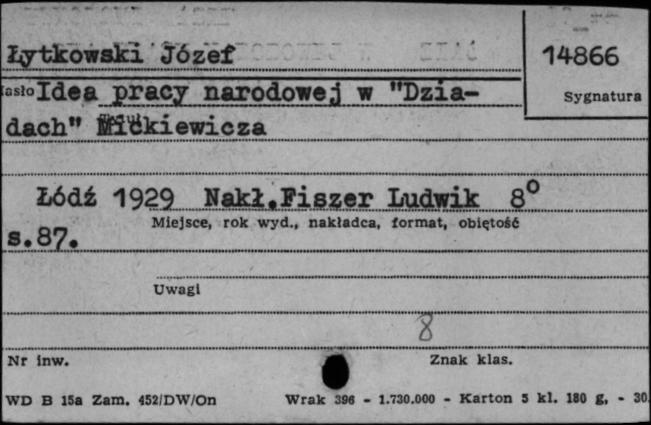 Łytkowski Józef
14866
Sygnatura
Hasło Idea pracy narodowej w "Dzia-
dach" Mickiewicza
Tytuł
Łódź 1929 Nakł.Fiszer Ludwik 8°
Miejsce, rok wyd., nakładca, format, objętość
s.87.
Uwagi
8
Nr inw.
Znak klas.
WD B 15a Zam. 452/DW/On Wrak 396 - 1.730.000 - Karton 5 kl. 180 g, - 30.